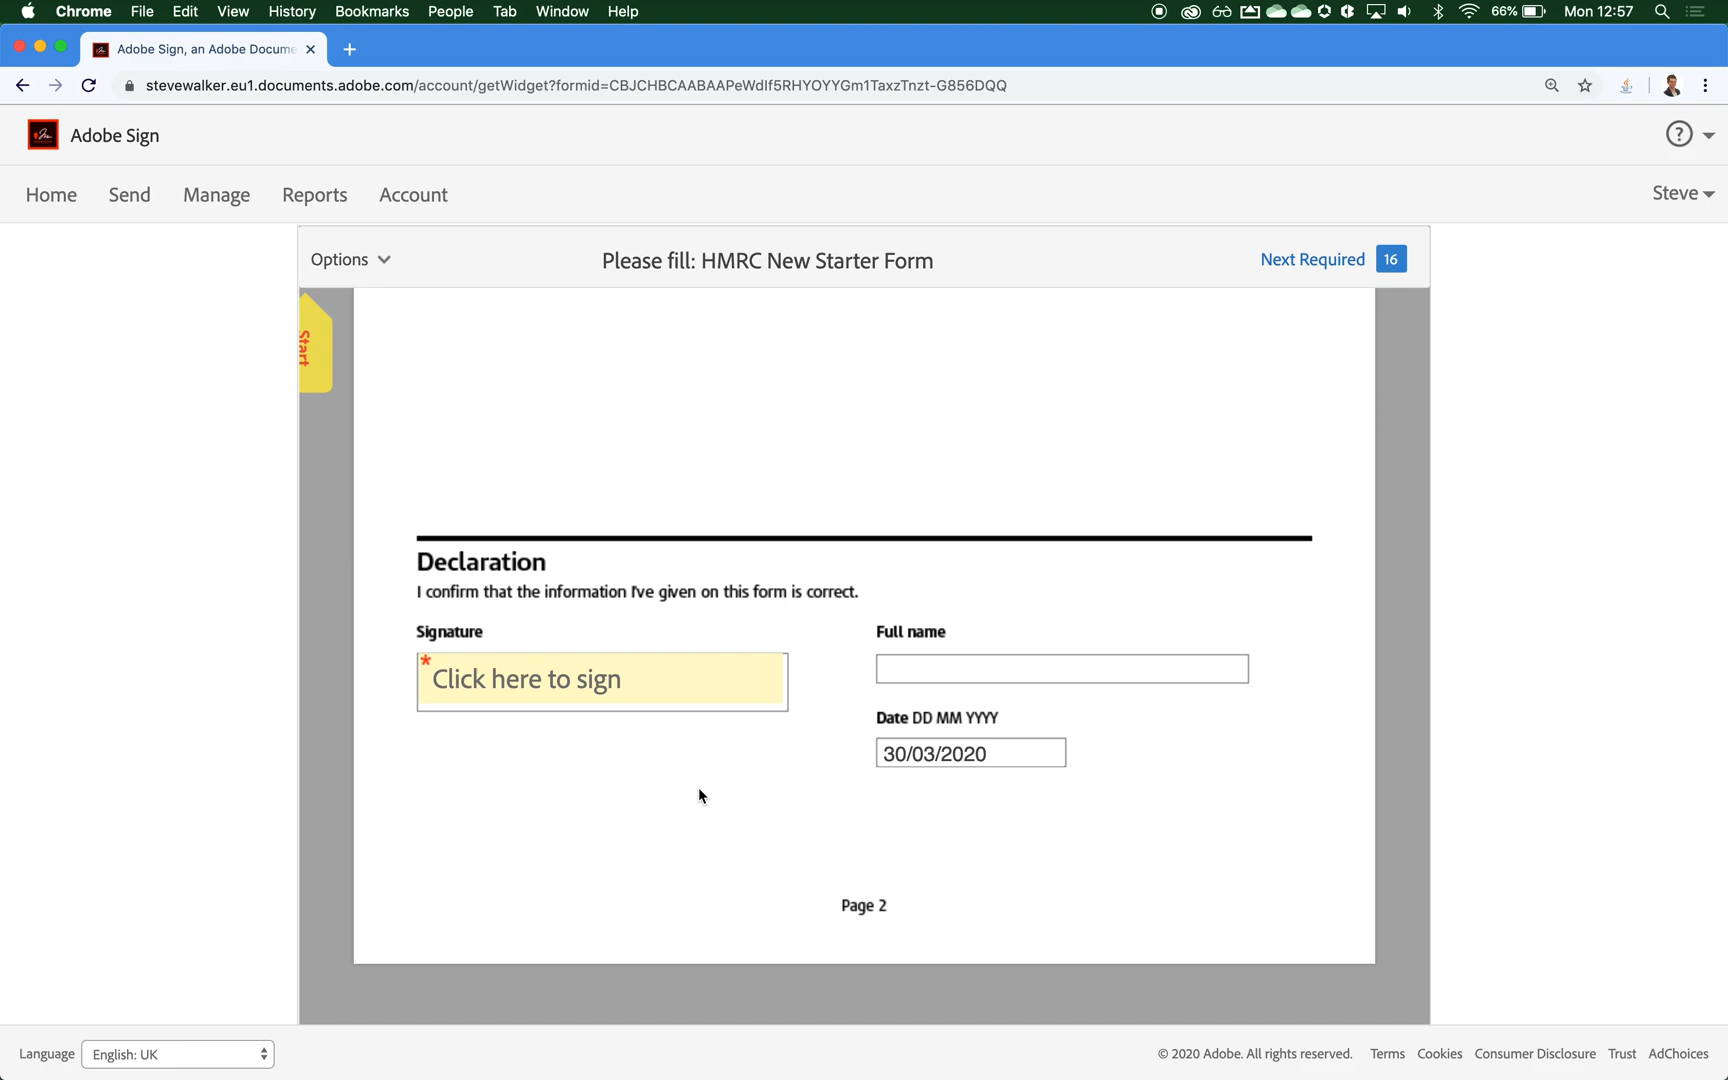 Chrome File Edit View History Bookmarks People Tab Window Help 66% Mon 12:57
Adobe Sign, an Adobe Docume
stevewalker.eu1.documents.adobe.com/account/getWidget?formid=CBJCHBCAABAAPeWdIf5RHYOYYGm1TaxzTnzt-G856DQQ
Adobe Sign
?
Home Send Manage Reports Account Steve
Options Please fill: HMRC New Starter Form Next Required 16
Start
Declaration
I confirm that the information I've given on this form is correct.
Signature Full name
* Click here to sign
Date DD MM YYYY
30/03/2020
Page 2
Language English: UK © 2020 Adobe. All rights reserved. Terms Cookies Consumer Disclosure Trust AdChoices